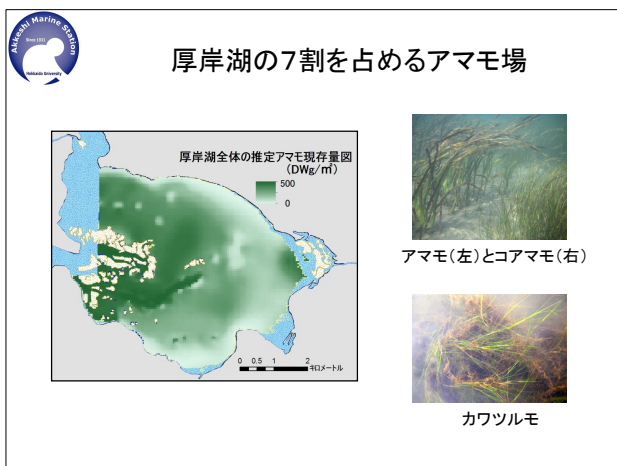 Akkeshi Marine Station
Since 1931
Hokkaido University
厚岸湖の7割を占めるアマモ場
厚岸湖全体の推定アマモ現存量図
(DWg/㎡)
500
0
0 0.5 1 2
キロメートル
アマモ(左)とコアマモ(右)
カワツルモ